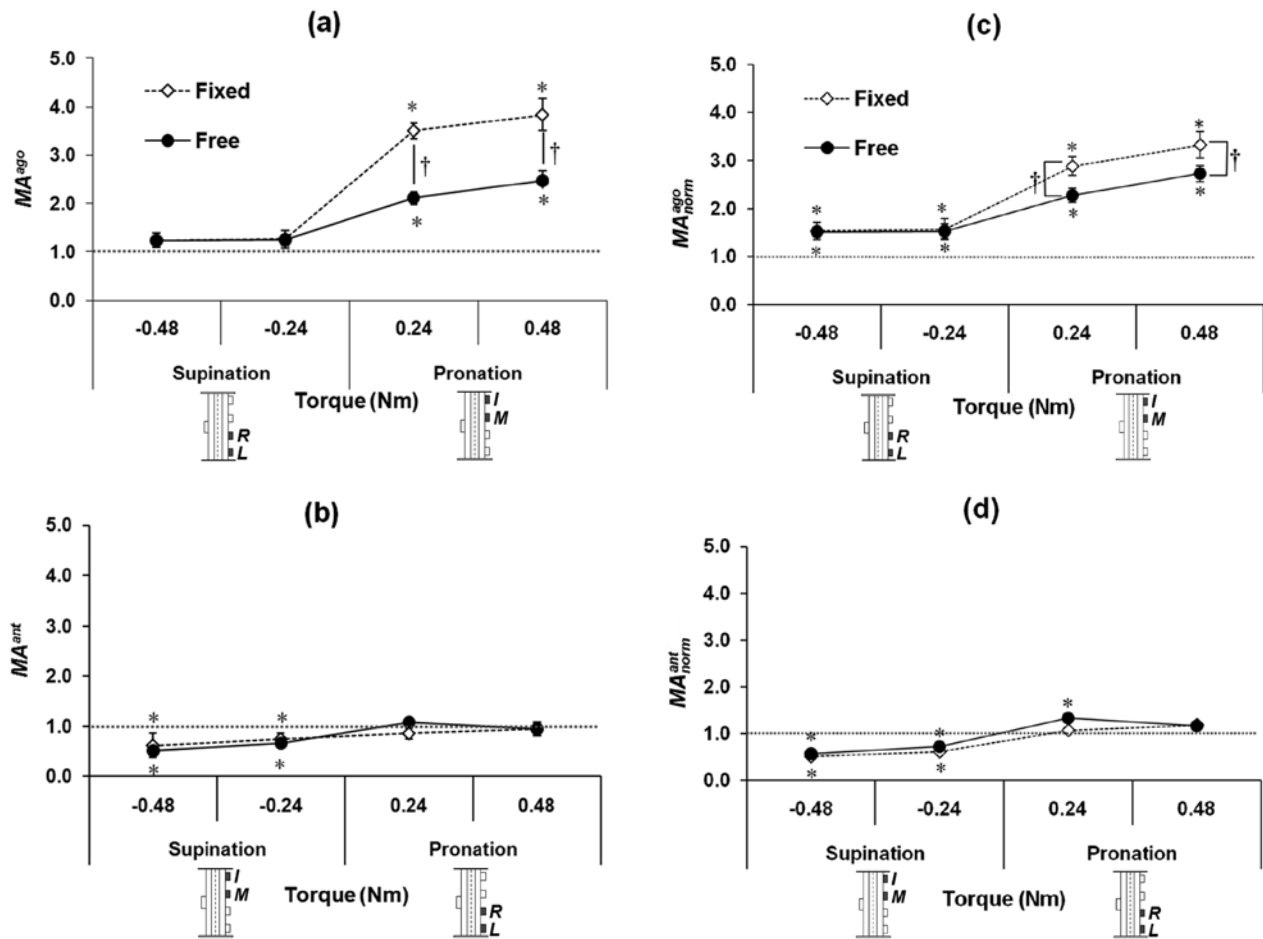 (a)
5.0
4.0
3.0
2.0
1.0
0.0
MA^ago
Fixed
Free
*
*
†
†
*
*
-0.48
-0.24
0.24
0.48
Supination
Pronation
Torque (Nm)
R
L
I
M
(c)
5.0
4.0
3.0
2.0
1.0
0.0
MA^ago_norm
Fixed
Free
*
*
*
*
†
†
*
*
*
*
-0.48
-0.24
0.24
0.48
Supination
Pronation
Torque (Nm)
R
L
I
M
(b)
5.0
4.0
3.0
2.0
1.0
0.0
MA^ant
*
*
*
*
-0.48
-0.24
0.24
0.48
Supination
Pronation
Torque (Nm)
I
M
R
L
(d)
5.0
4.0
3.0
2.0
1.0
0.0
MA^ant_norm
*
*
*
*
*
-0.48
-0.24
0.24
0.48
Supination
Pronation
Torque (Nm)
I
M
R
L